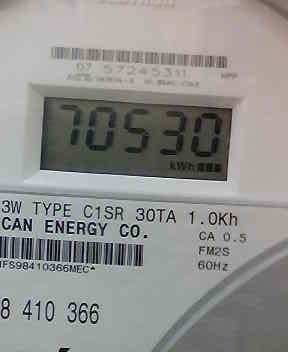 07 57245311
70530
kWh
3W TYPE C1SR 30TA 1.0Kh
CAN ENERGY CO.
CA 0.5
FM2S
60Hz
IFS98410366MEC*
8 410 366